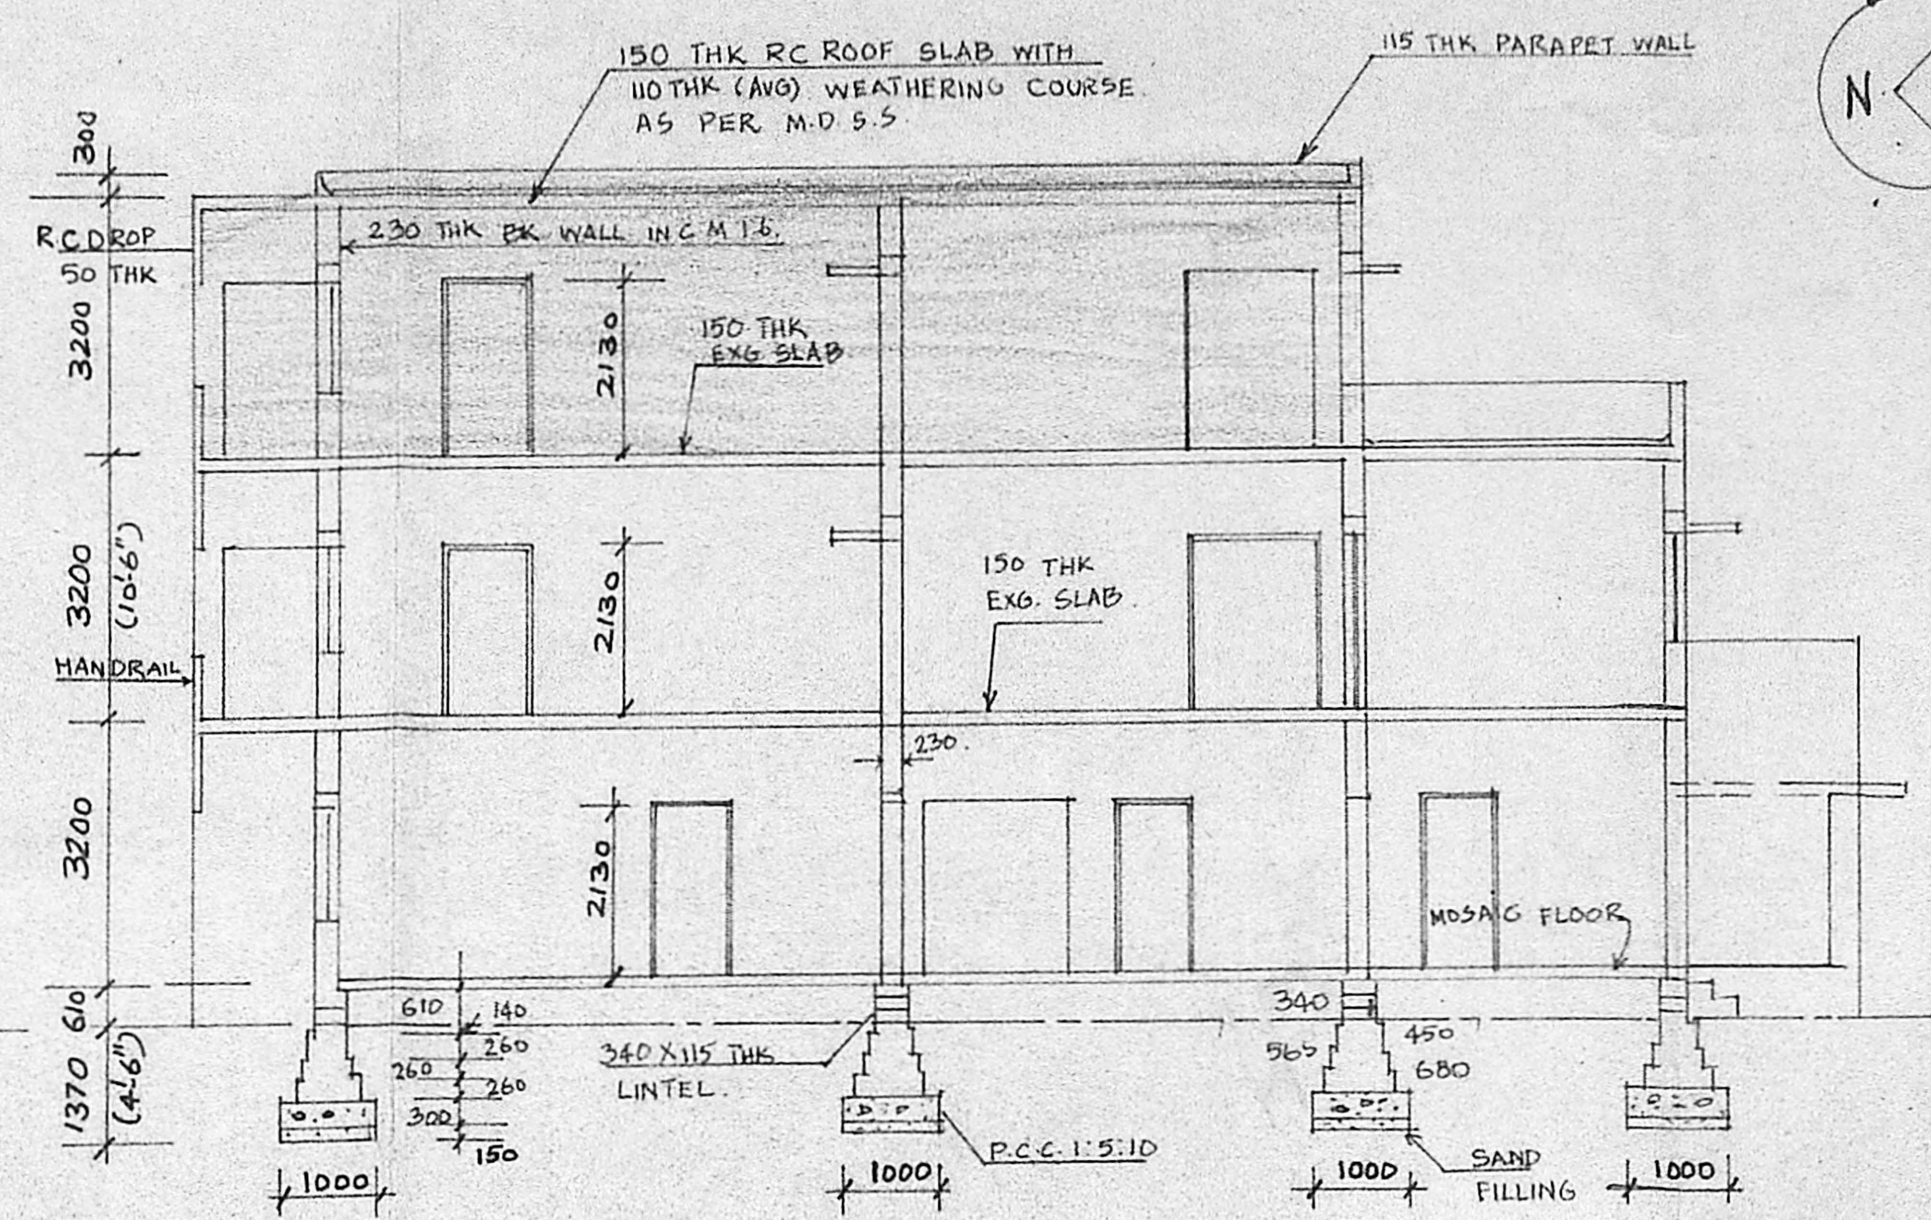 150 THK RC ROOF SLAB WITH
110 THK (AVG) WEATHERING COURSE.
AS PER M.D.S.S.
115 THK PARAPET WALL
N
300
R.C DROP
50 THK
230 THK BK WALL IN C M 1:6.
3200
2130
150 THK
EXG SLAB
3200
(10'-6")
2130
150 THK
EXG. SLAB.
HANDRAIL
230.
3200
2130
MOSAIC FLOOR
610
610
140
340
1370
(4'-6")
260
260
260
300
150
340 X 115 THK
LINTEL.
565
450
680
P.C.C. 1:5:10
SAND
FILLING
1000
1000
1000
1000